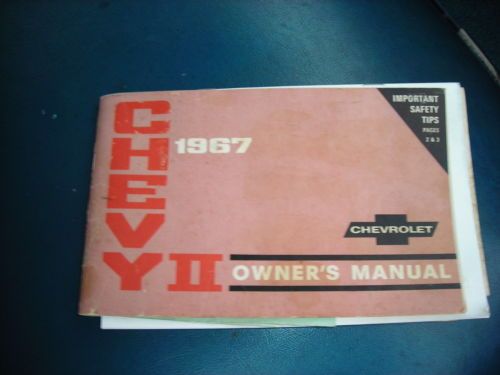 CHEVY II
1967
IMPORTANT
SAFETY
TIPS
PAGES
2 & 3
CHEVROLET
OWNER'S MANUAL